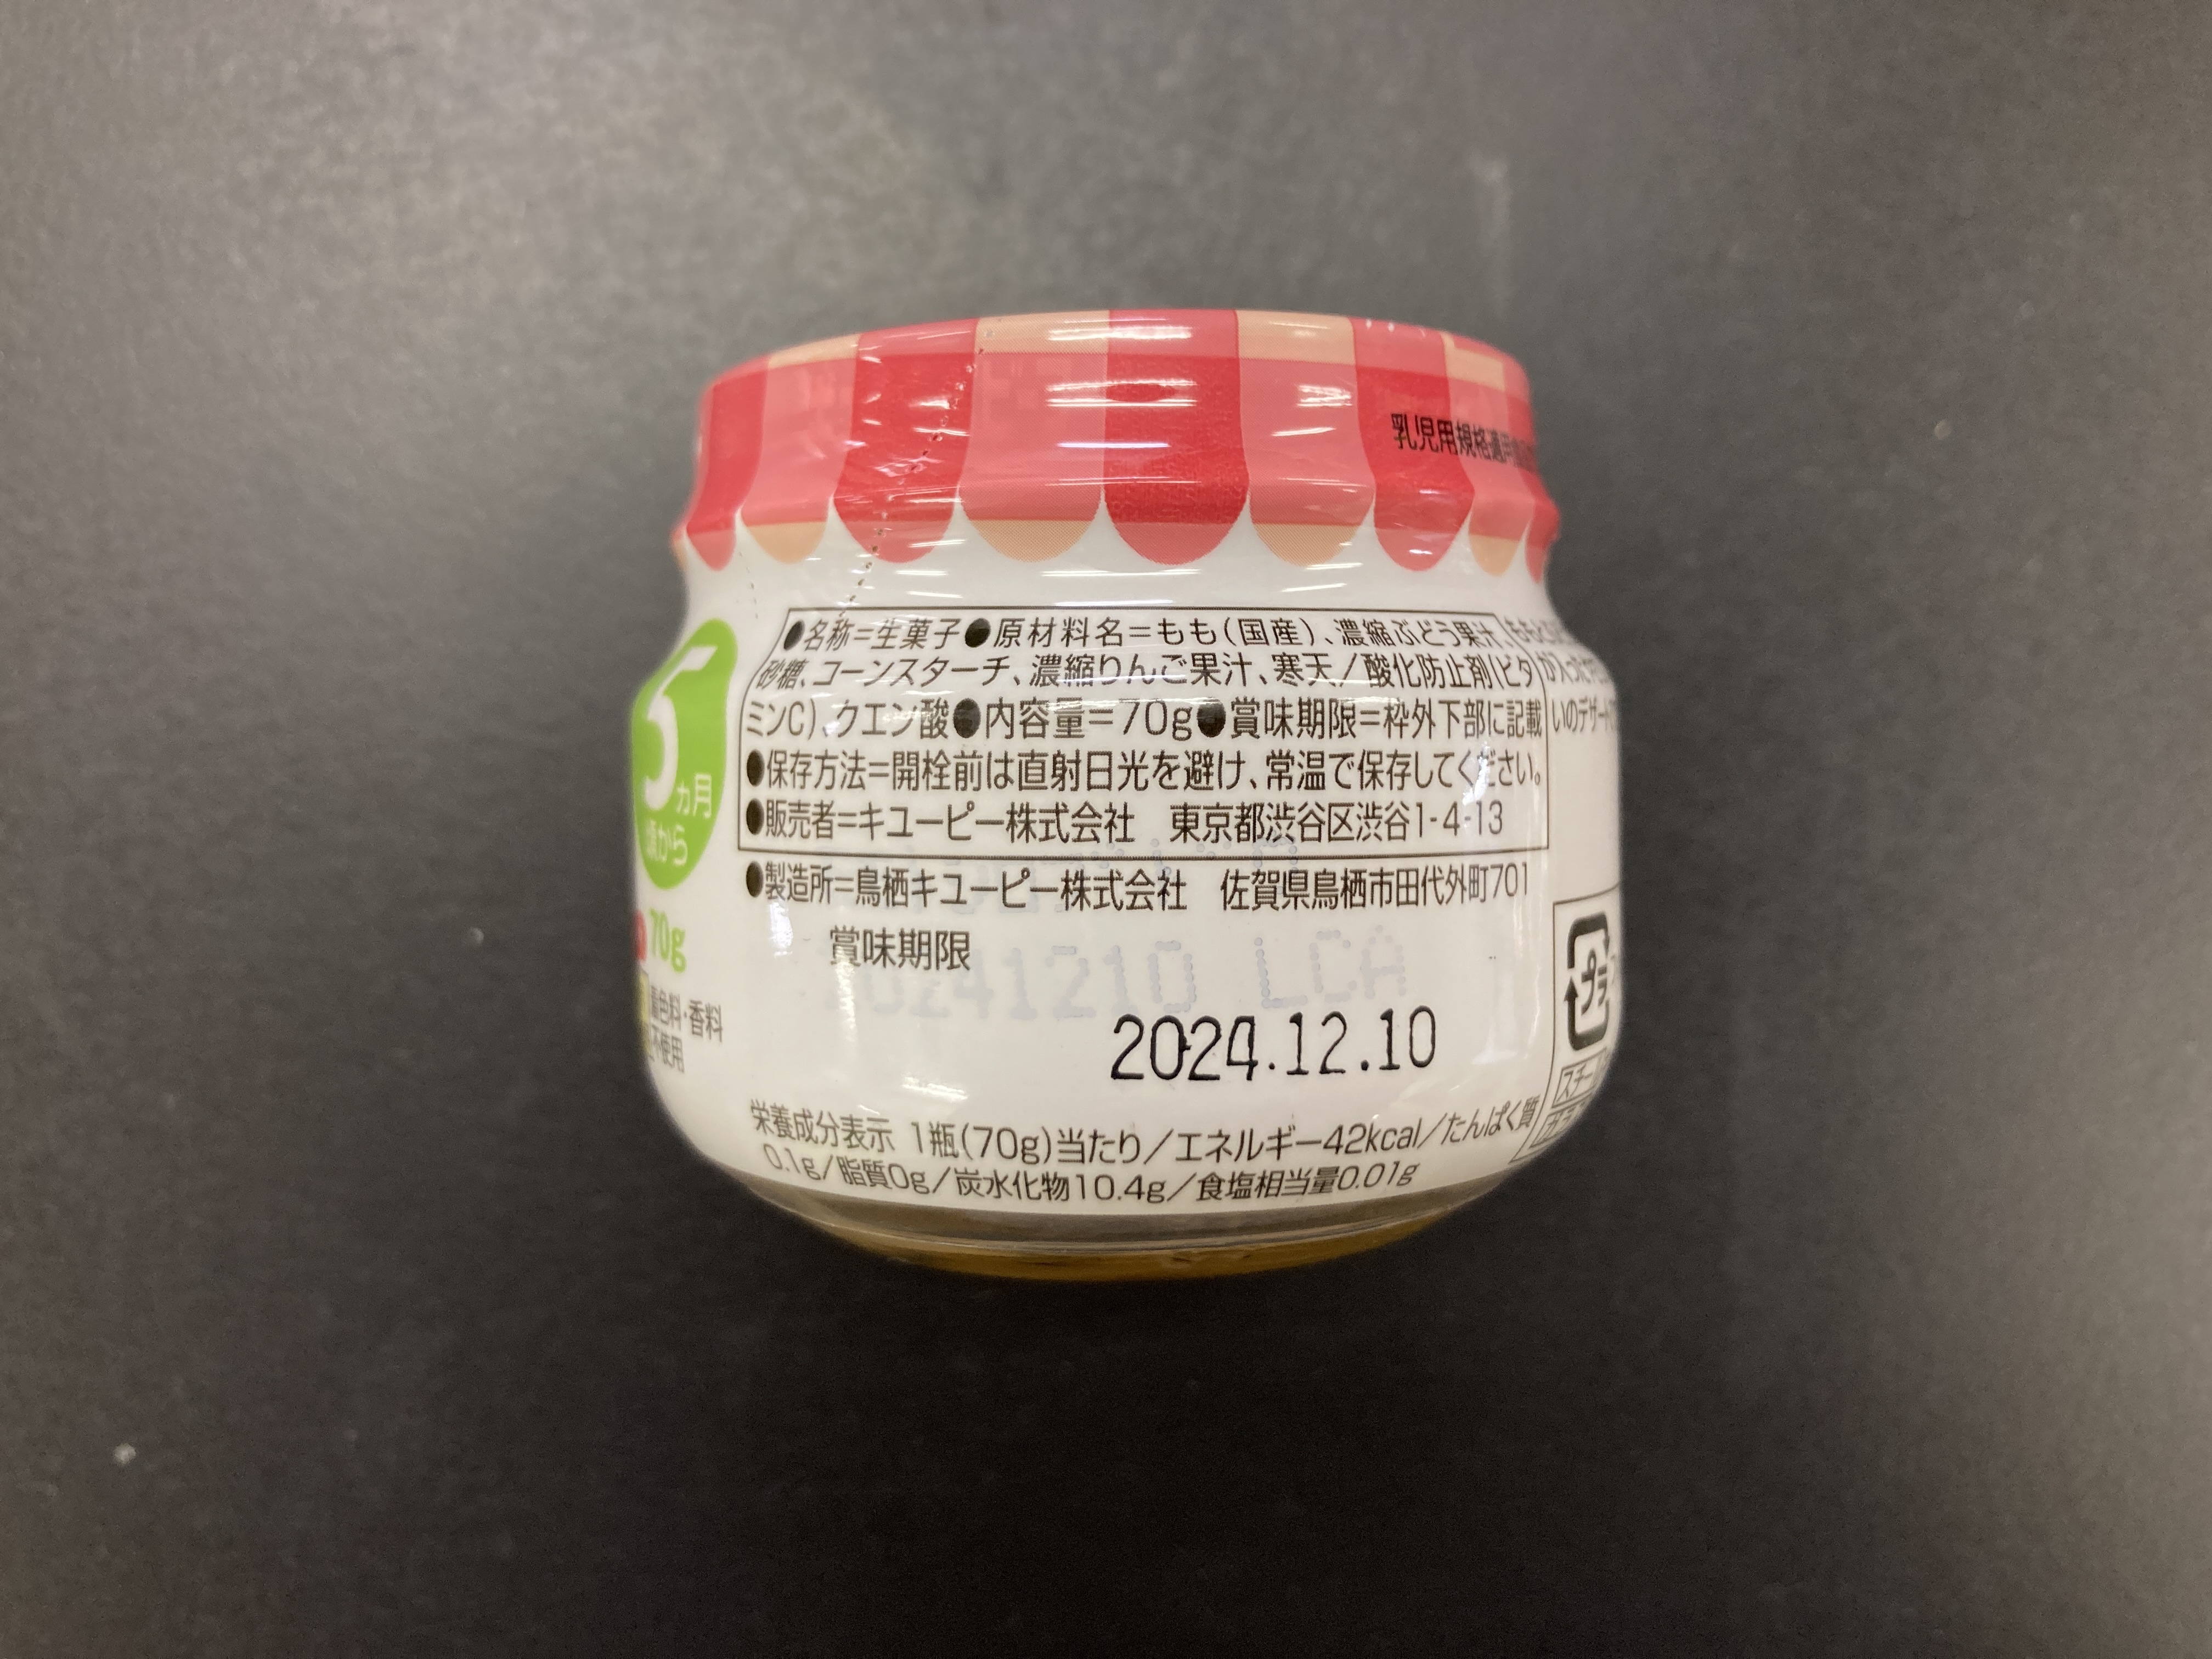 乳児用規格適用
●名称=生菓子●原材料名=もも(国産)、濃縮ぶどう果汁、
砂糖、コーンスターチ、濃縮りんご果汁、寒天/酸化防止剤(ビタ
ミンC)、クエン酸●内容量=70g●賞味期限=枠外下部に記載
●保存方法=開栓前は直射日光を避け、常温で保存してください。
●販売者=キユーピー株式会社 東京都渋谷区渋谷1-4-13
●製造所=鳥栖キユーピー株式会社 佐賀県鳥栖市田代外町701
賞味期限
20241210 LCA
2024.12.10
栄養成分表示 1瓶(70g)当たり/エネルギー42kcal/たんぱく質
0.1g/脂質0g/炭水化物10.4g/食塩相当量0.01g
5ヵ月
頃から
70g
着色料・香料
不使用
いのデザート
プラ